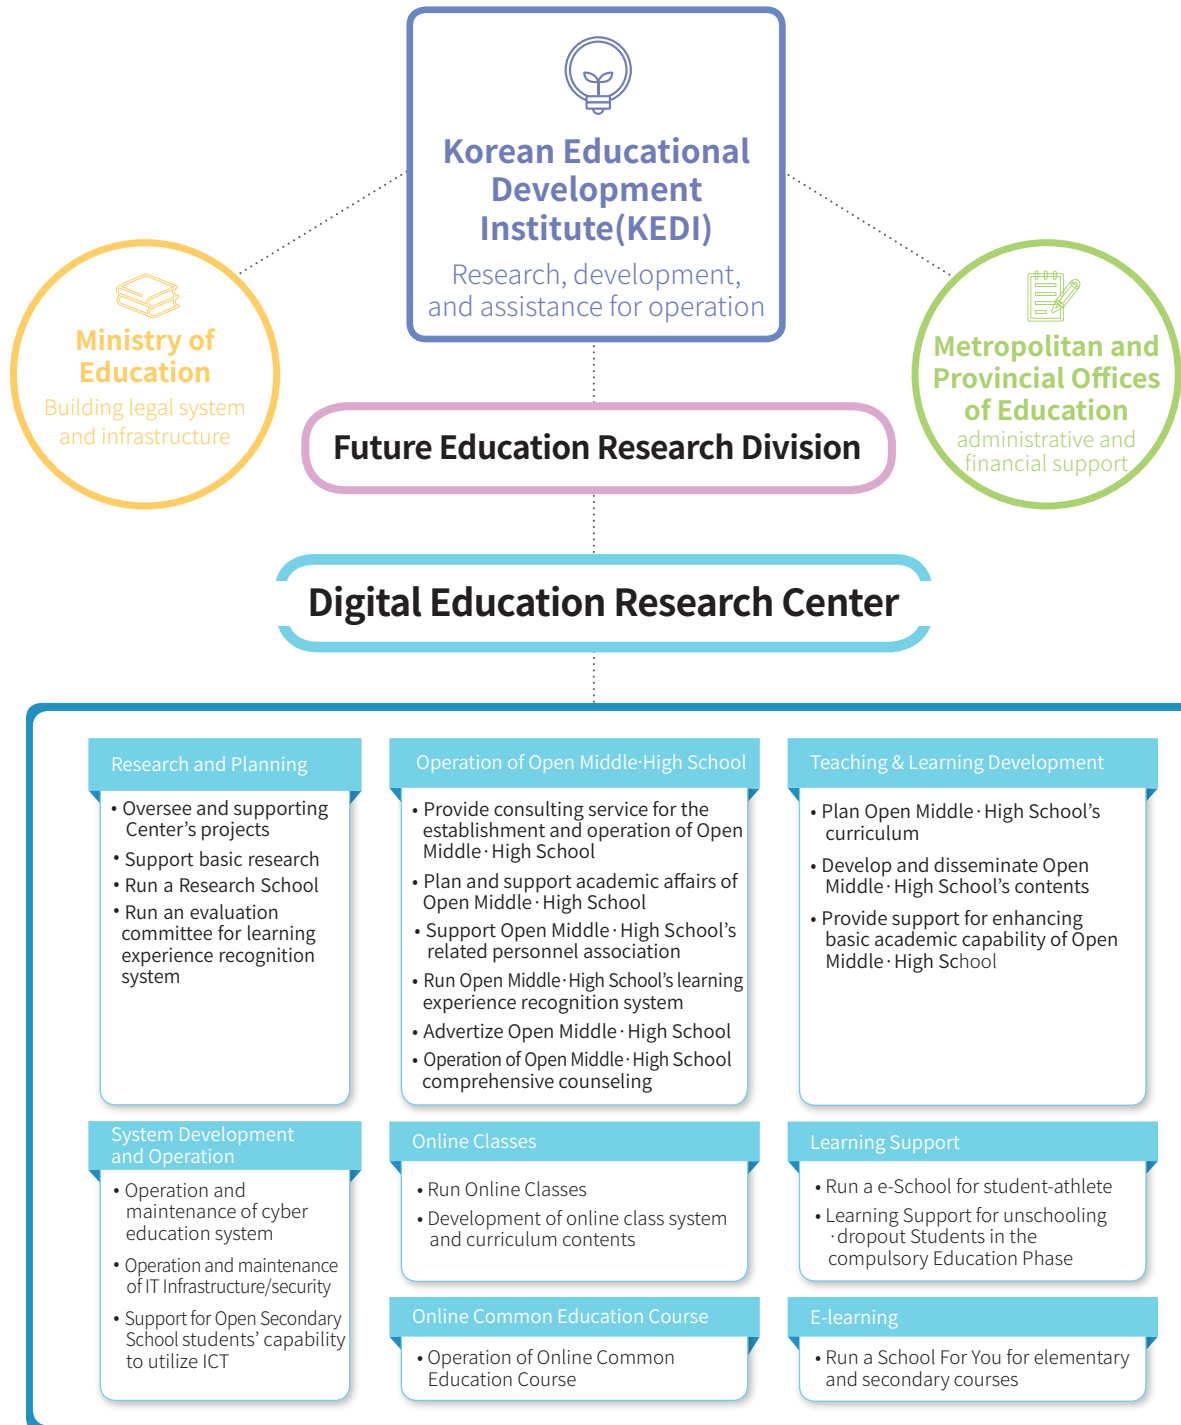 Korean Educational
Development
Institute(KEDI)
Research, development,
and assistance for operation
Ministry of
Education
Building legal system
and infrastructure
Metropolitan and
Provincial Offices
of Education
administrative and
financial support
Future Education Research Division
Digital Education Research Center
Research and Planning
• Oversee and supporting
Center's projects
• Support basic research
• Run a Research School
• Run an evaluation
committee for learning
experience recognition
system
Operation of Open Middle·High School
• Provide consulting service for the
establishment and operation of Open
Middle·High School
• Plan and support academic affairs of
Open Middle·High School
• Support Open Middle·High School's
related personnel association
• Run Open Middle·High School's learning
experience recognition system
• Advertize Open Middle·High School
• Operation of Open Middle·High School
comprehensive counseling
Teaching & Learning Development
• Plan Open Middle·High School's
curriculum
• Develop and disseminate Open
Middle·High School's contents
• Provide support for enhancing
basic academic capability of Open
Middle·High School
System Development
and Operation
• Operation and
maintenance of cyber
education system
• Operation and maintenance
of IT Infrastructure/security
• Support for Open Secondary
School students' capability
to utilize ICT
Online Classes
• Run Online Classes
• Development of online class system
and curriculum contents
Learning Support
• Run a e-School for student-athlete
• Learning Support for unschooling
·dropout Students in the
compulsory Education Phase
Online Common Education Course
• Operation of Online Common
Education Course
E-learning
• Run a School For You for elementary
and secondary courses